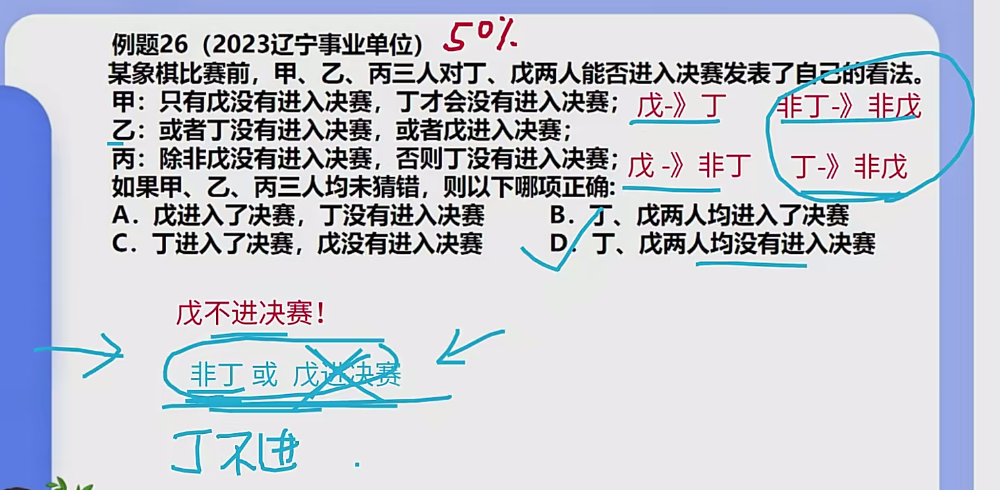 例题26（2023辽宁事业单位） 50%
某象棋比赛前，甲、乙、丙三人对丁、戊两人能否进入决赛发表了自己的看法。
甲：只有戊没有进入决赛，丁才会没有进入决赛； 戊-》丁 非丁-》非戊
乙：或者丁没有进入决赛，或者戊进入决赛；
丙：除非戊没有进入决赛，否则丁没有进入决赛； 戊-》非丁 丁-》非戊
如果甲、乙、丙三人均未猜错，则以下哪项正确：
A．戊进入了决赛，丁没有进入决赛 B．丁、戊两人均进入了决赛
C．丁进入了决赛，戊没有进入决赛 D．丁、戊两人均没有进入决赛
戊不进决赛！
非丁 或 戊进决赛
丁不进